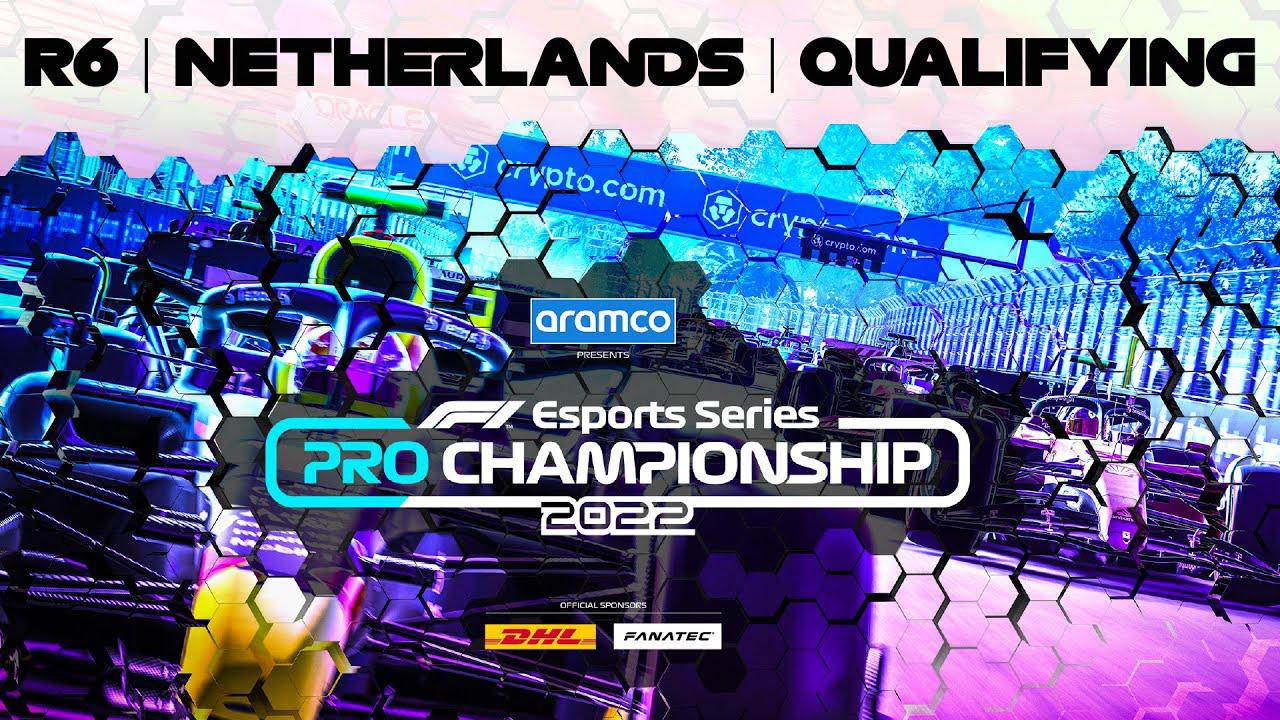 R6 | NETHERLANDS | QUALIFYING
crypto.com
crypto.com
crypto.com
aramco
PRESENTS
F1™ Esports Series
PRO CHAMPIONSHIP
2022
OFFICIAL SPONSORS
DHL
FANATEC